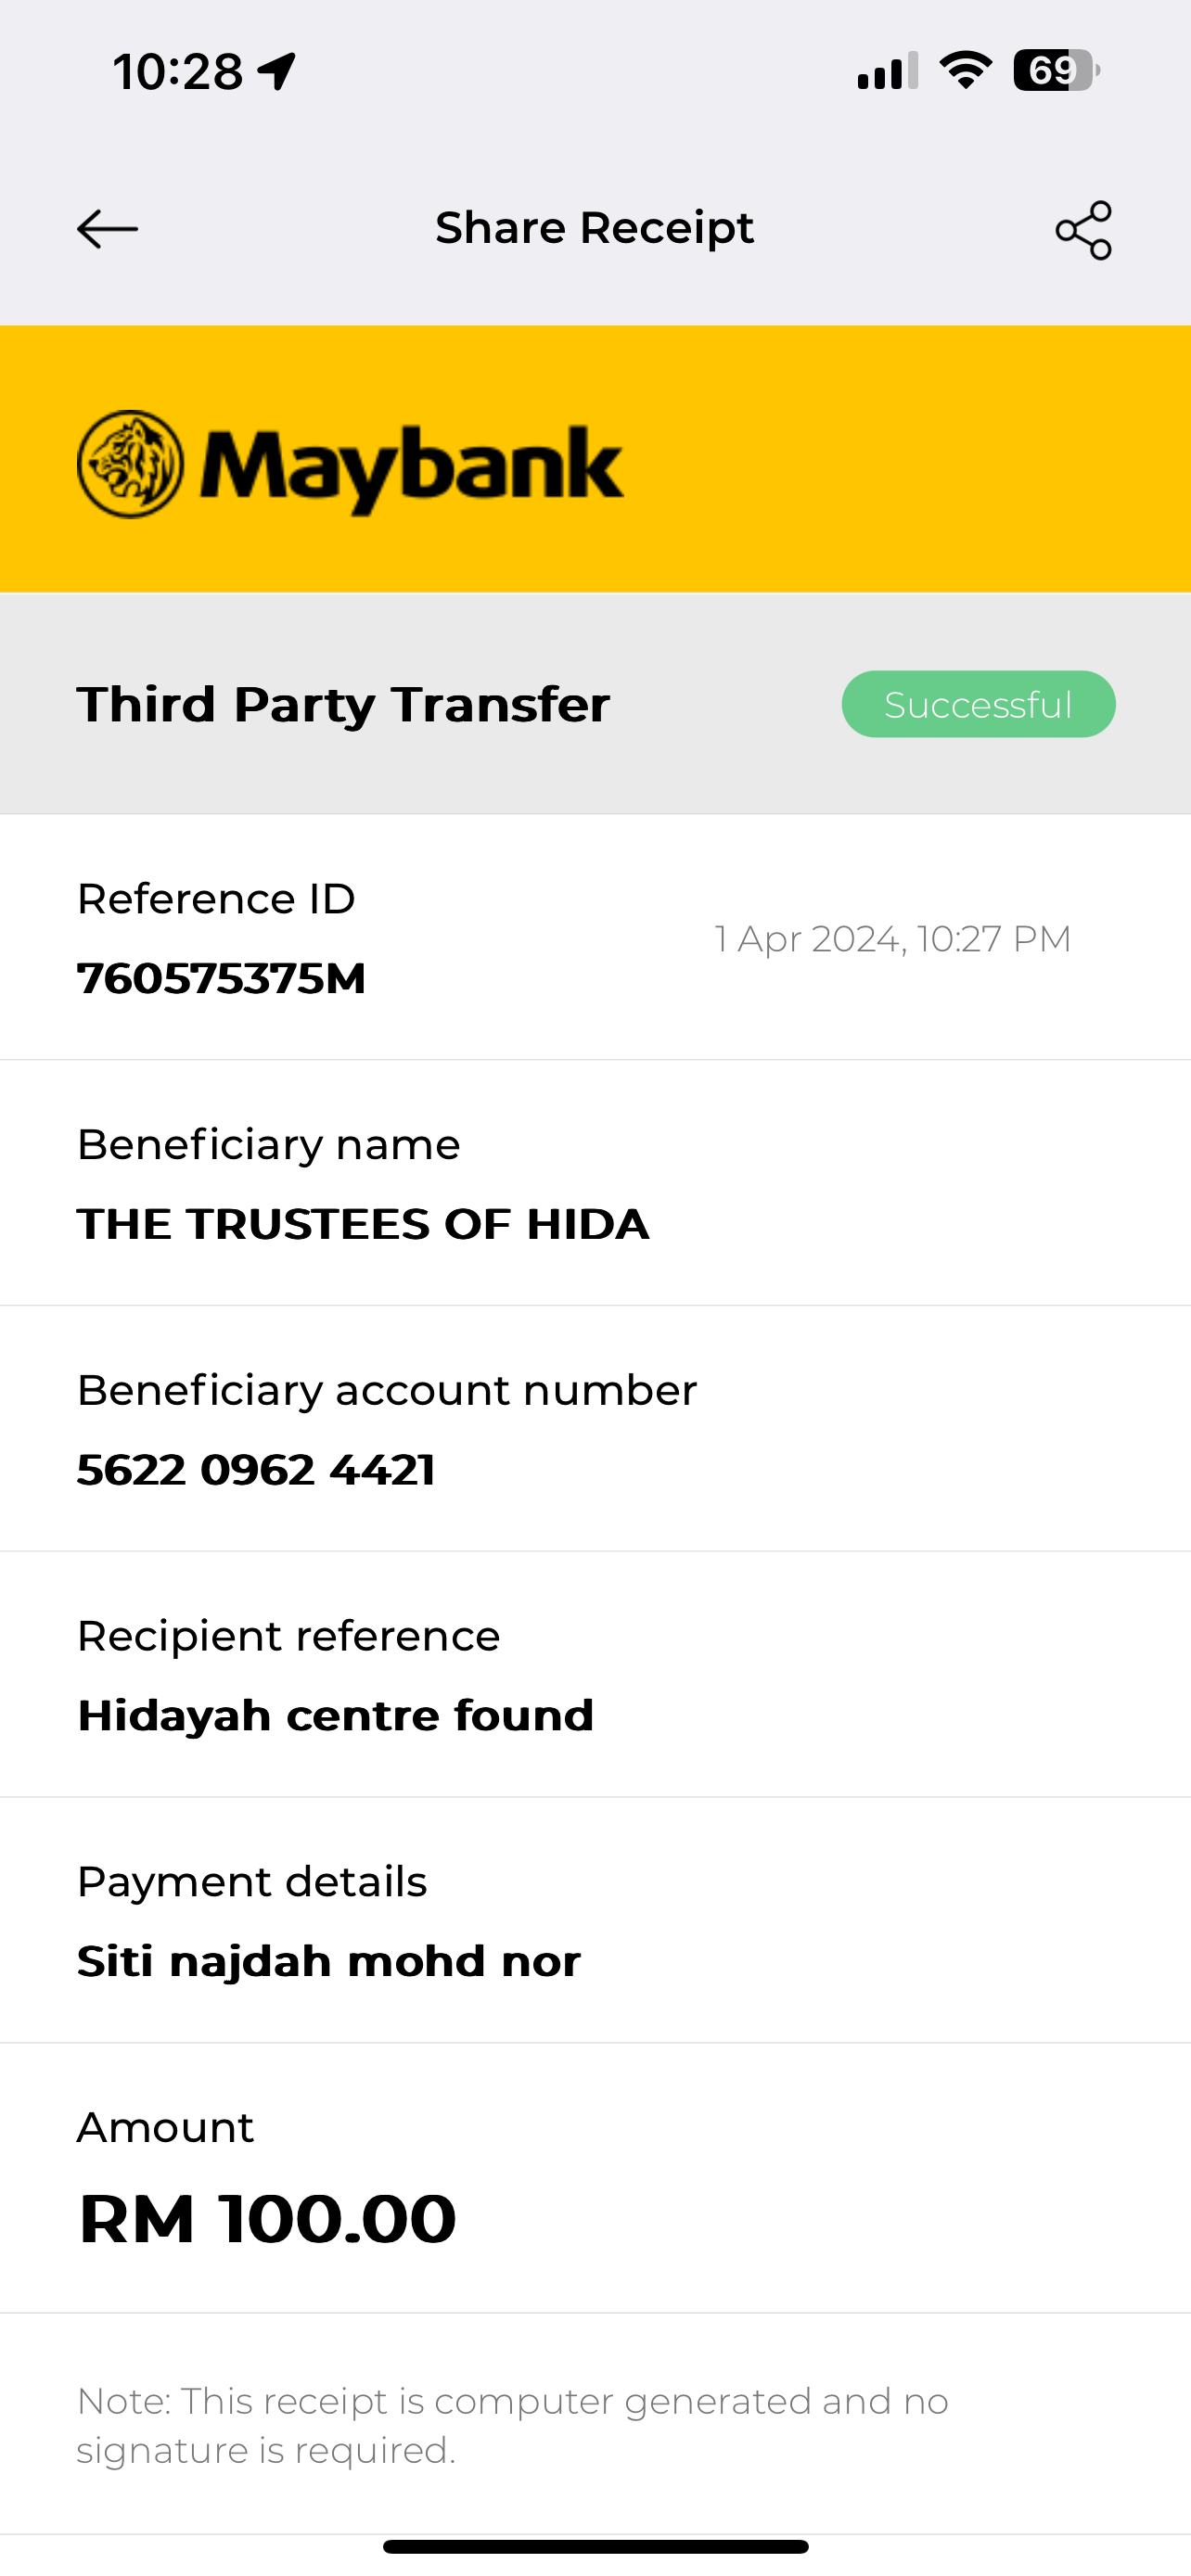 10:28
69
Share Receipt
Maybank
Third Party Transfer
Successful
Reference ID
1 Apr 2024, 10:27 PM
760575375M
Beneficiary name
THE TRUSTEES OF HIDA
Beneficiary account number
5622 0962 4421
Recipient reference
Hidayah centre found
Payment details
Siti najdah mohd nor
Amount
RM 100.00
Note: This receipt is computer generated and no
signature is required.